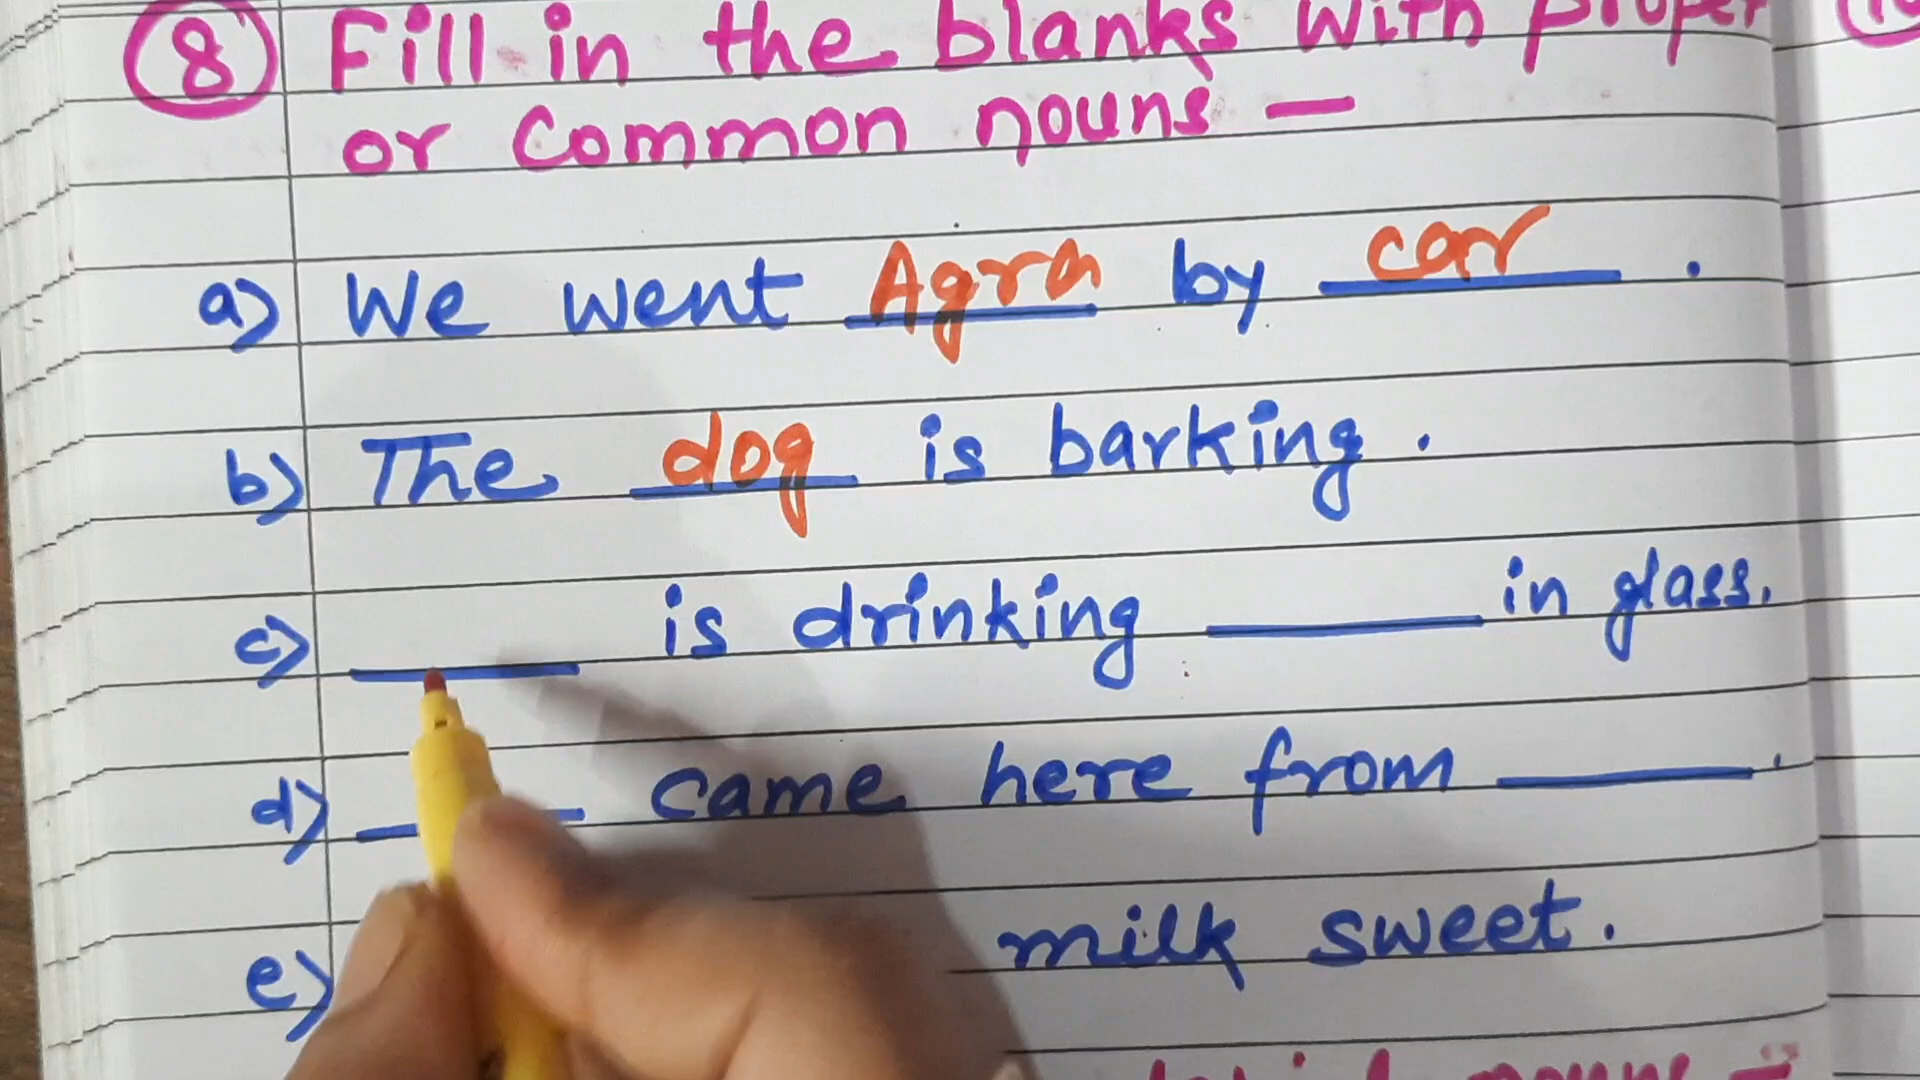 8 Fill in the blanks with proper
or common nouns –
a) We went Agra by car .
b) The dog is barking .
c) ______ is drinking ______ in glass.
d) ______ came here from ______ .
e) milk sweet .
nouns –